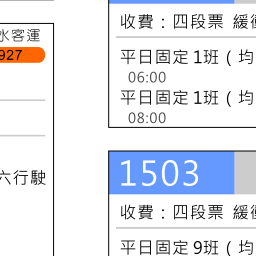 水客運
927
六行駛
收費：四段票 緩衝
平日固定 1班 ( 均
06:00
平日固定 1班 ( 均
08:00
1503
收費：四段票 緩
平日固定 9班 ( 均